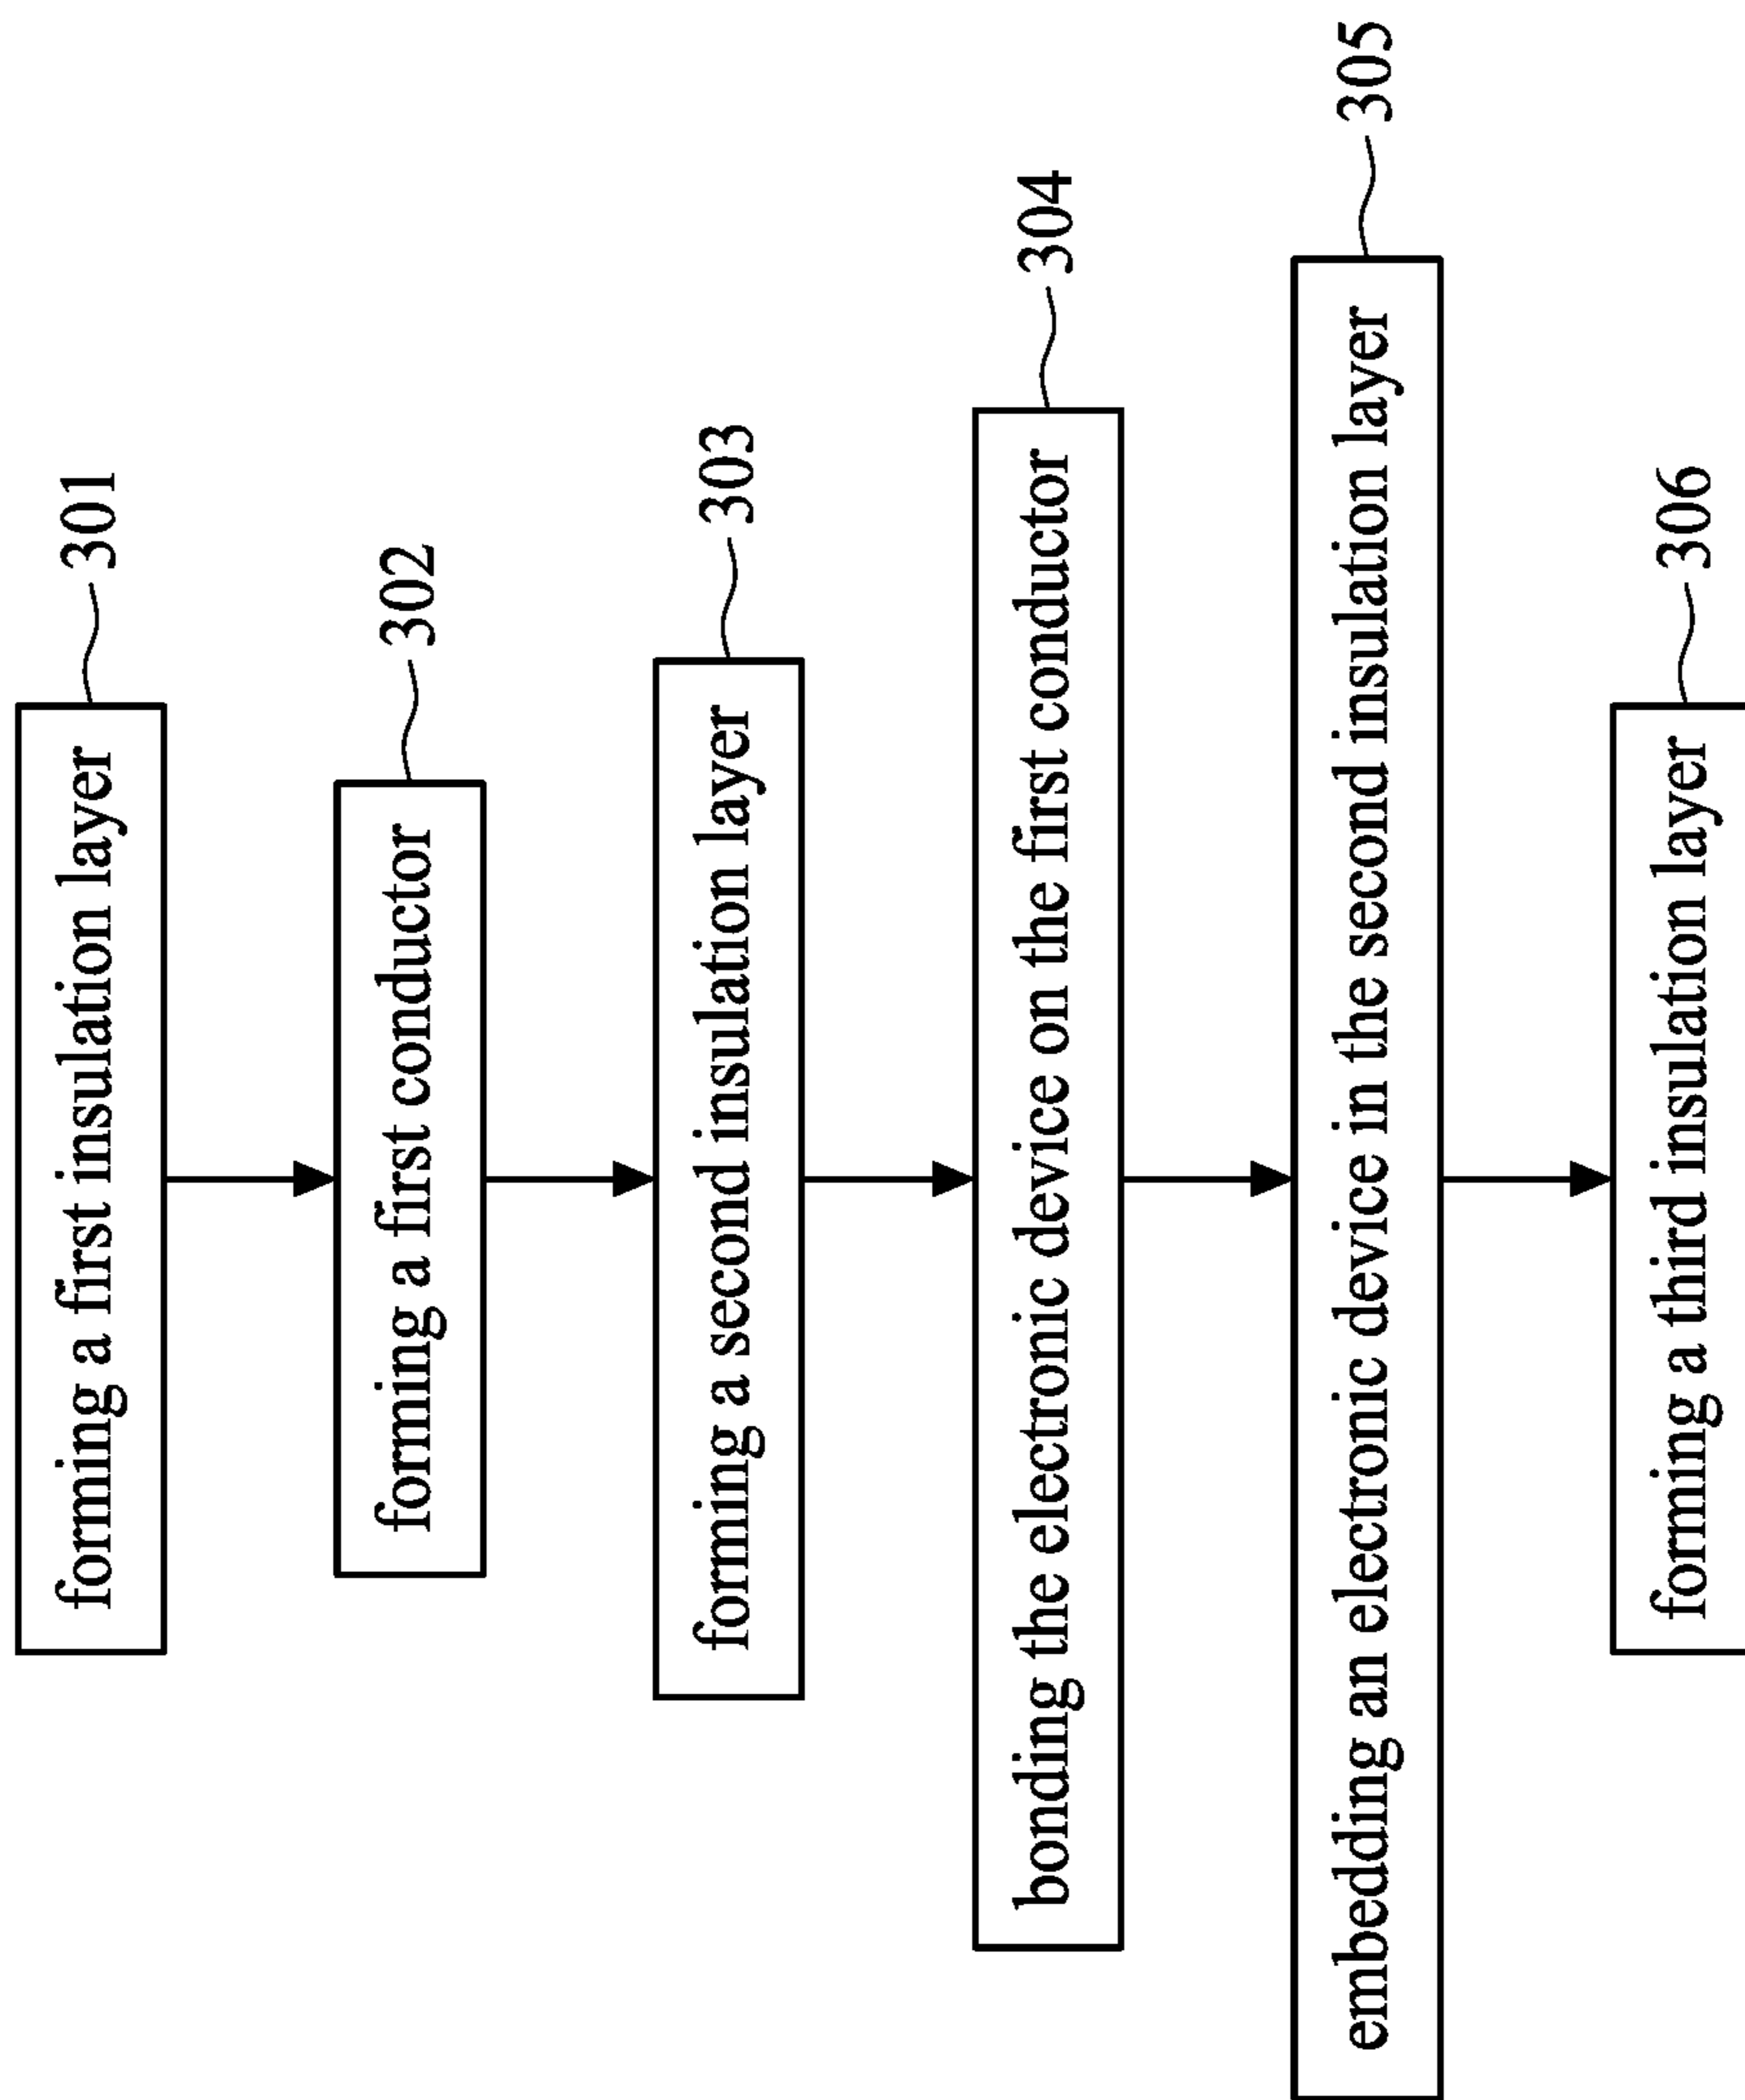 forming a first insulation layer
301
forming a first conductor
302
forming a second insulation layer
303
bonding the electronic device on the first conductor
304
embedding an electronic device in the second insulation layer
305
forming a third insulation layer
306